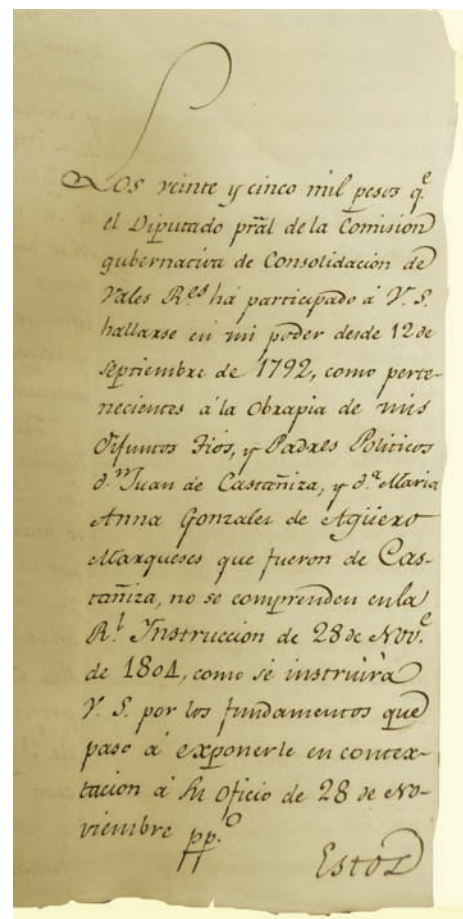 Los veinte y cinco mil pesos q.e
el Diputado prãl de la Comision
gubernativa de Consolidacion de
Vales R.es há participado á V.S.
hallarse en mi poder desde 12 de
Septiembre de 1792, como perte-
necientes á la Obrapia de mis
Difuntos Tios, y Padres Politicos
d.n Juan de Castañiza, y d.a Maria
Anna Gonzalez de Agüero
Marqueses que fueron de Cas-
tañiza, no se comprenden en la
R.l Instruccion de 28 de Nov.e
de 1804, como se instruirà
V. S. por los fundamentos que
paso á exponerle en contex-
tacion á su oficio de 28 de No-
viembre pp.o
Estos